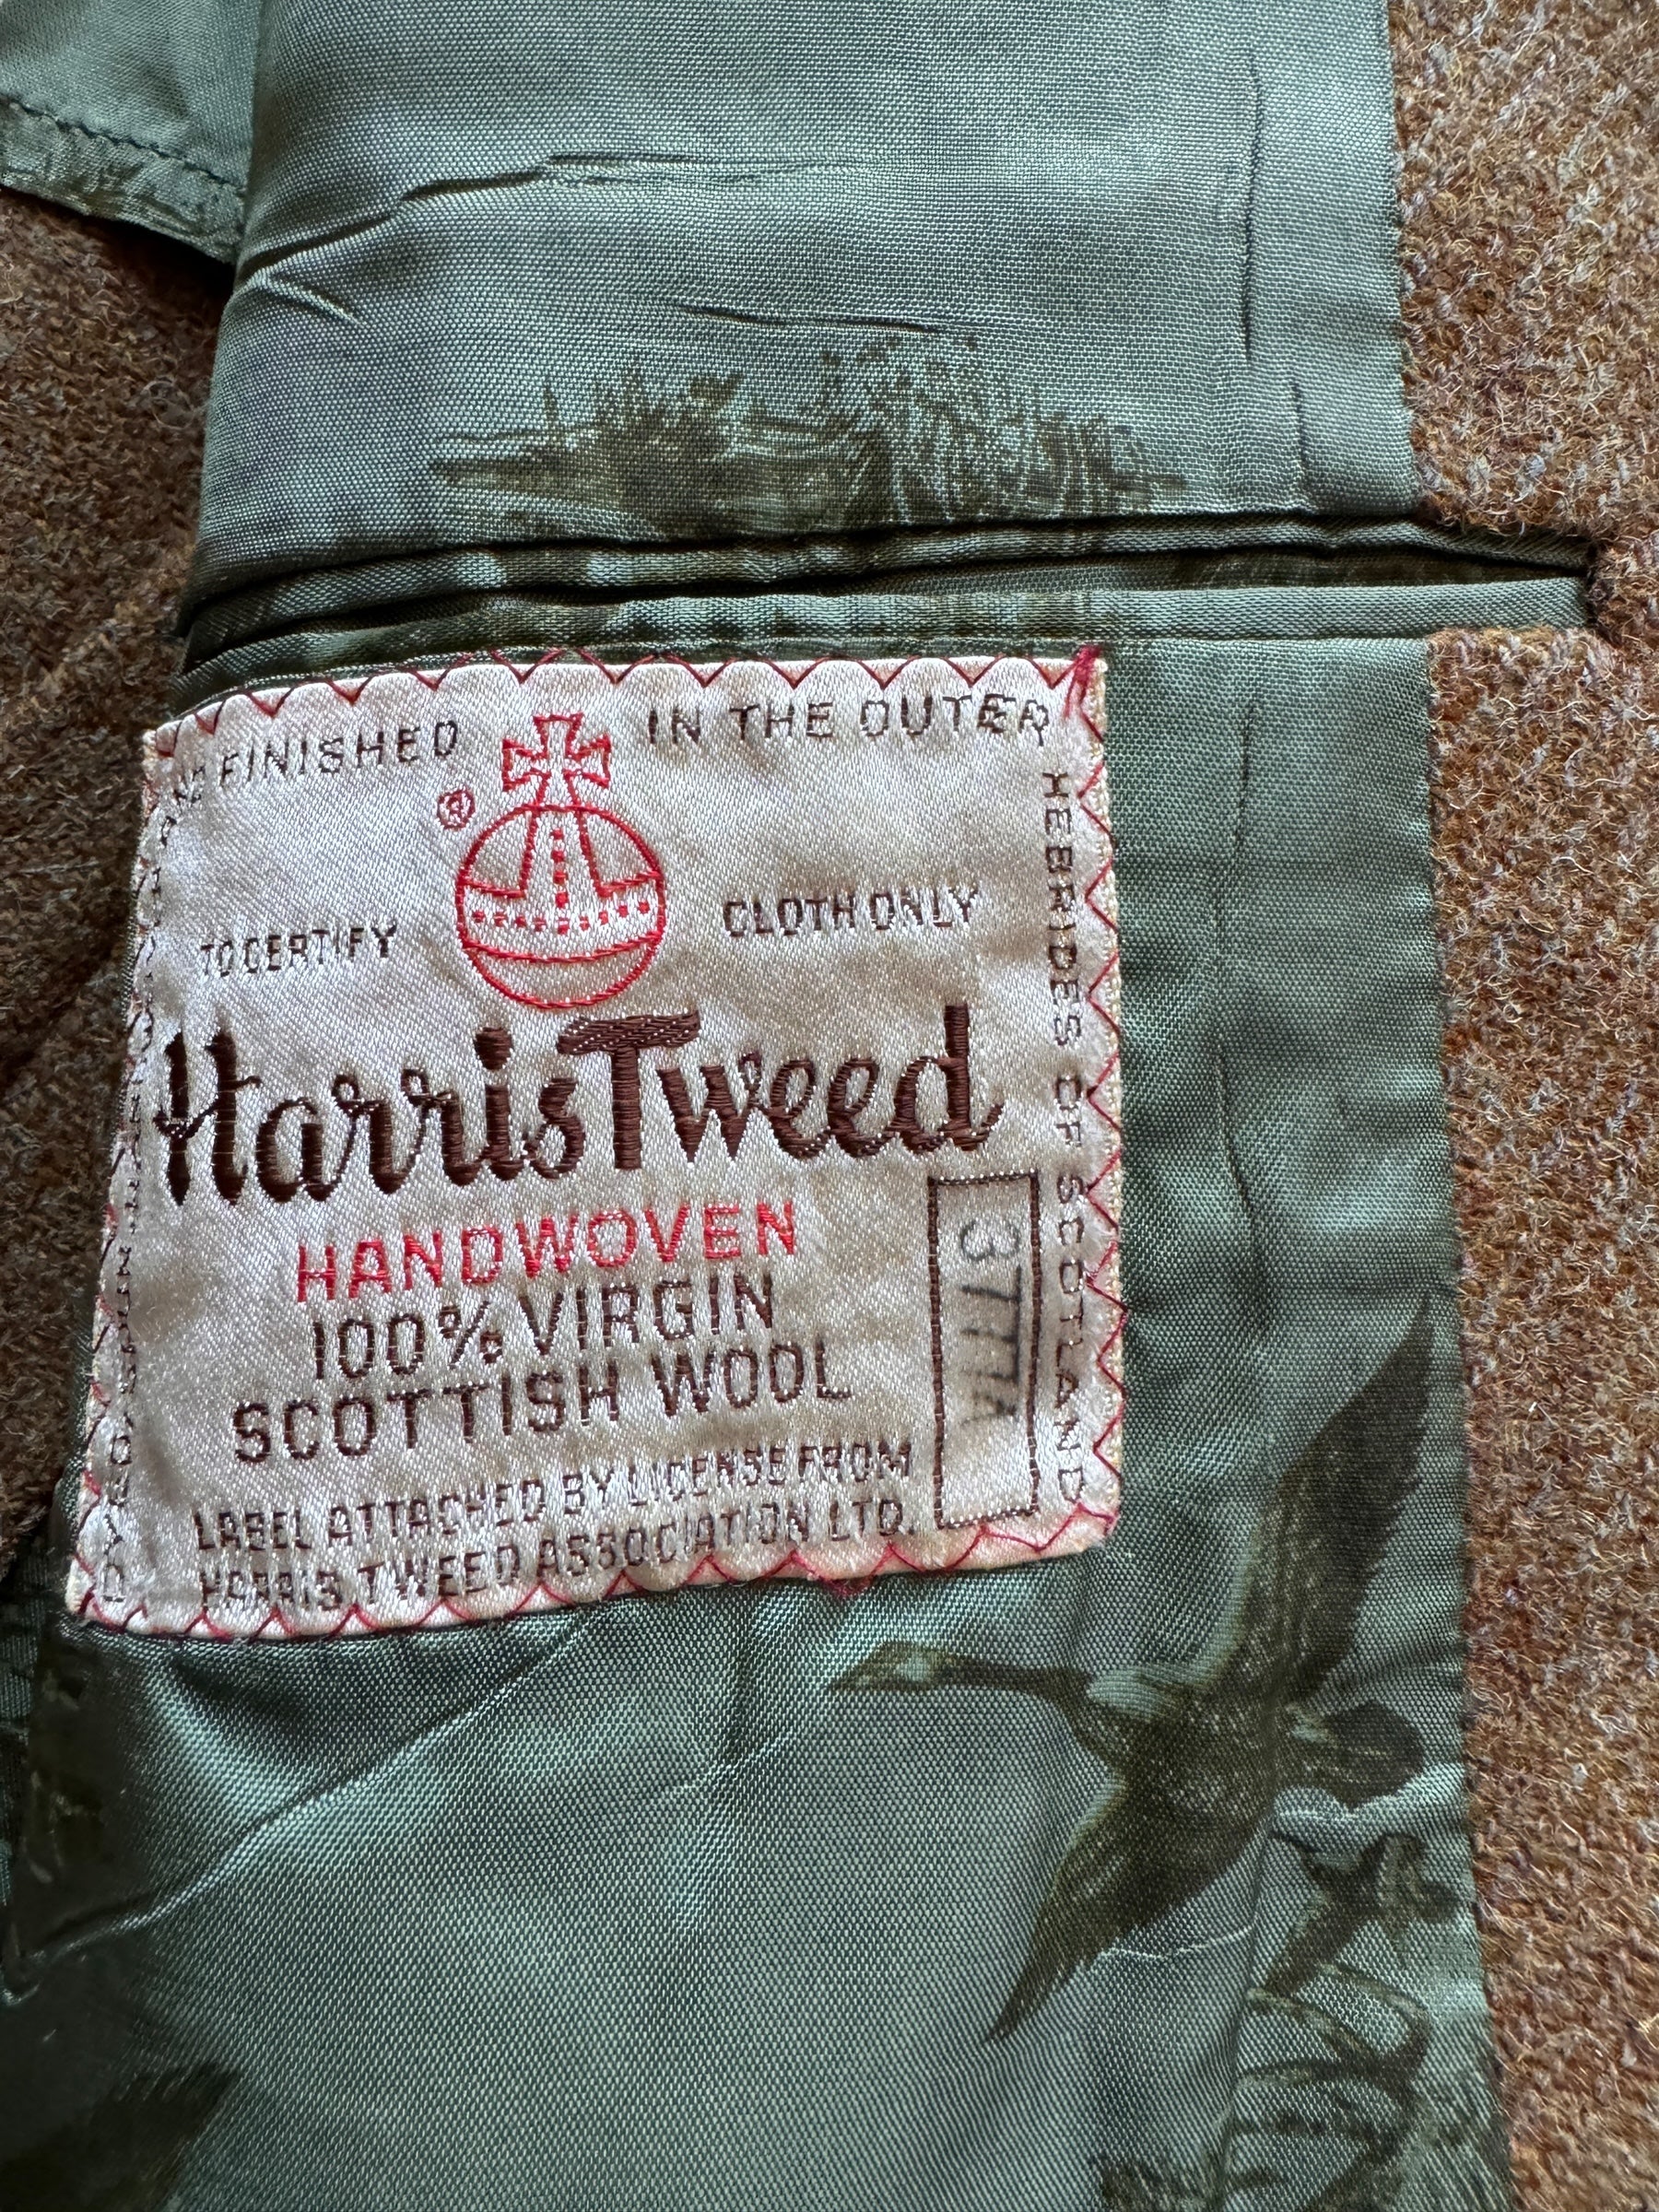 FINISHED IN THE OUTER
HEBRIDES OF SCOTLAND
®
TO CERTIFY CLOTH ONLY
Harris Tweed
HANDWOVEN
100% VIRGIN
SCOTTISH WOOL
LABEL ATTACHED BY LICENSE FROM
HARRIS TWEED ASSOCIATION LTD.